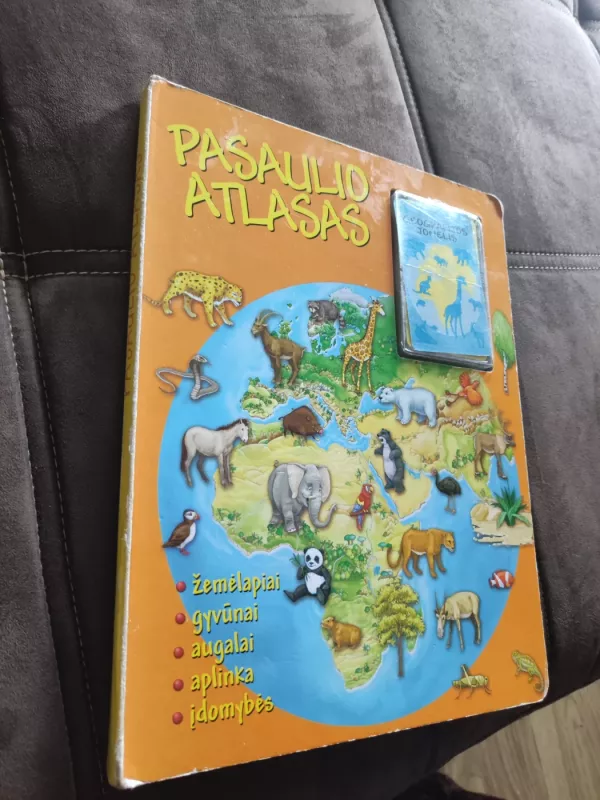 PASAULIO
ATLASAS
žemėlapiai
gyvūnai
augalai
aplinka
įdomybės